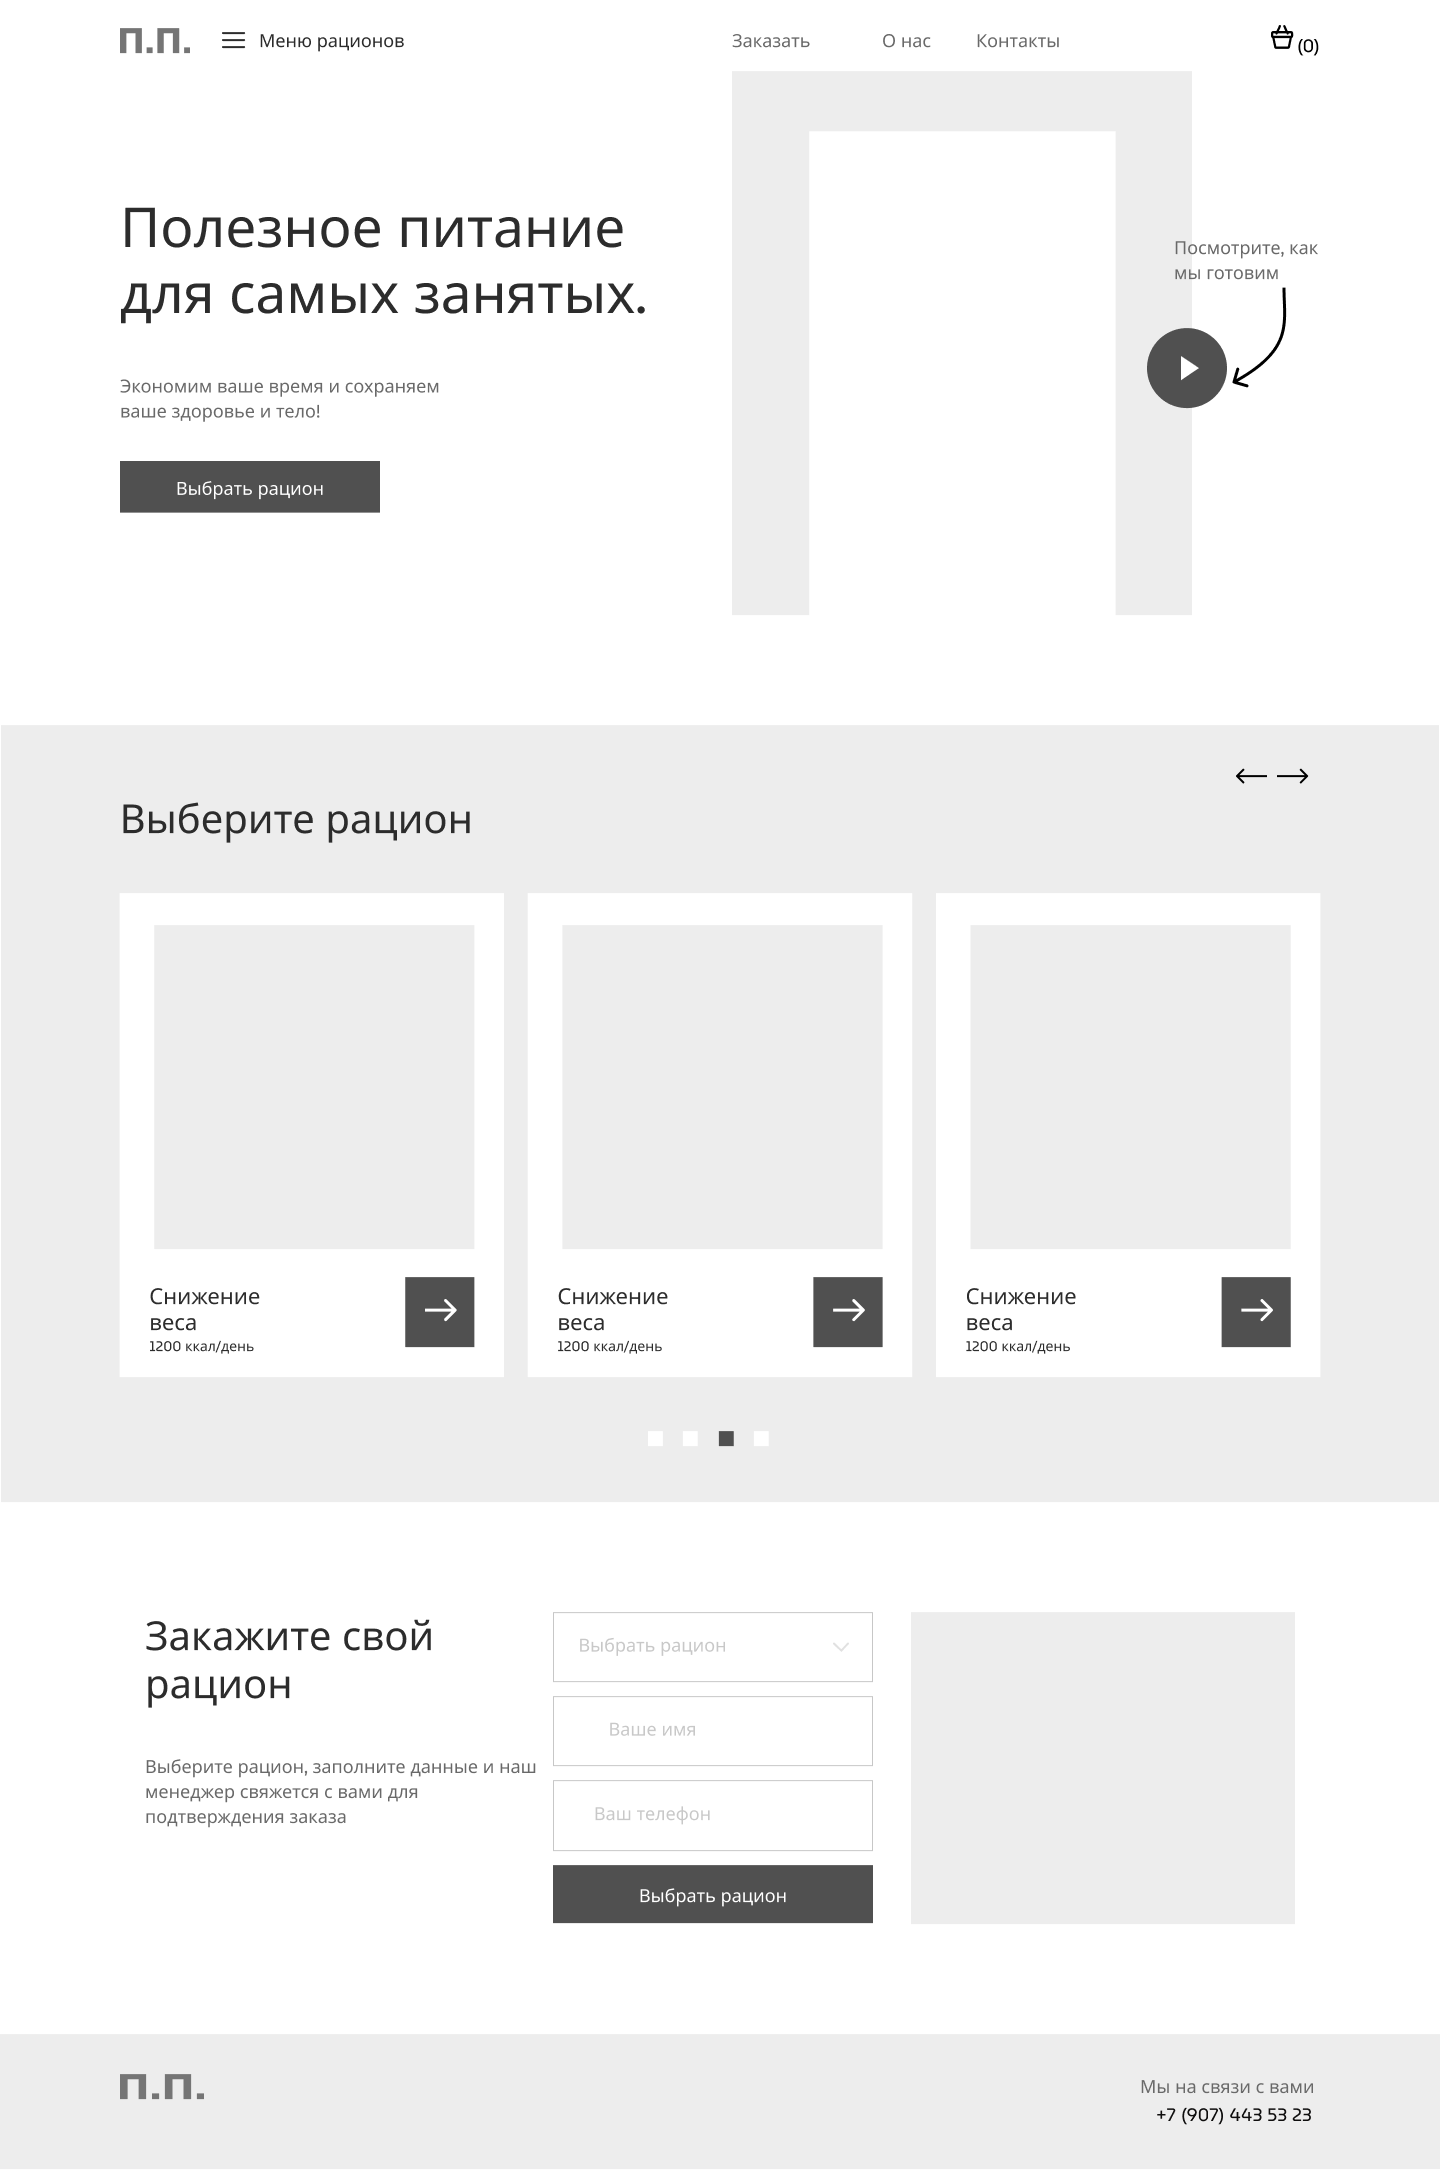 П.П.
Меню рационов
Заказать
О нас
Контакты
(0)
Полезное питание
для самых занятых.
Посмотрите, как
мы готовим
Экономим ваше время и сохраняем
ваше здоровье и тело!
Выбрать рацион
Выберите рацион
Снижение
веса
1200 ккал/день
Снижение
веса
1200 ккал/день
Снижение
веса
1200 ккал/день
Закажите свой
рацион
Выберите рацион, заполните данные и наш
менеджер свяжется с вами для
подтверждения заказа
Выбрать рацион
Ваше имя
Ваш телефон
Выбрать рацион
П.П.
Мы на связи с вами
+7 (907) 443 53 23